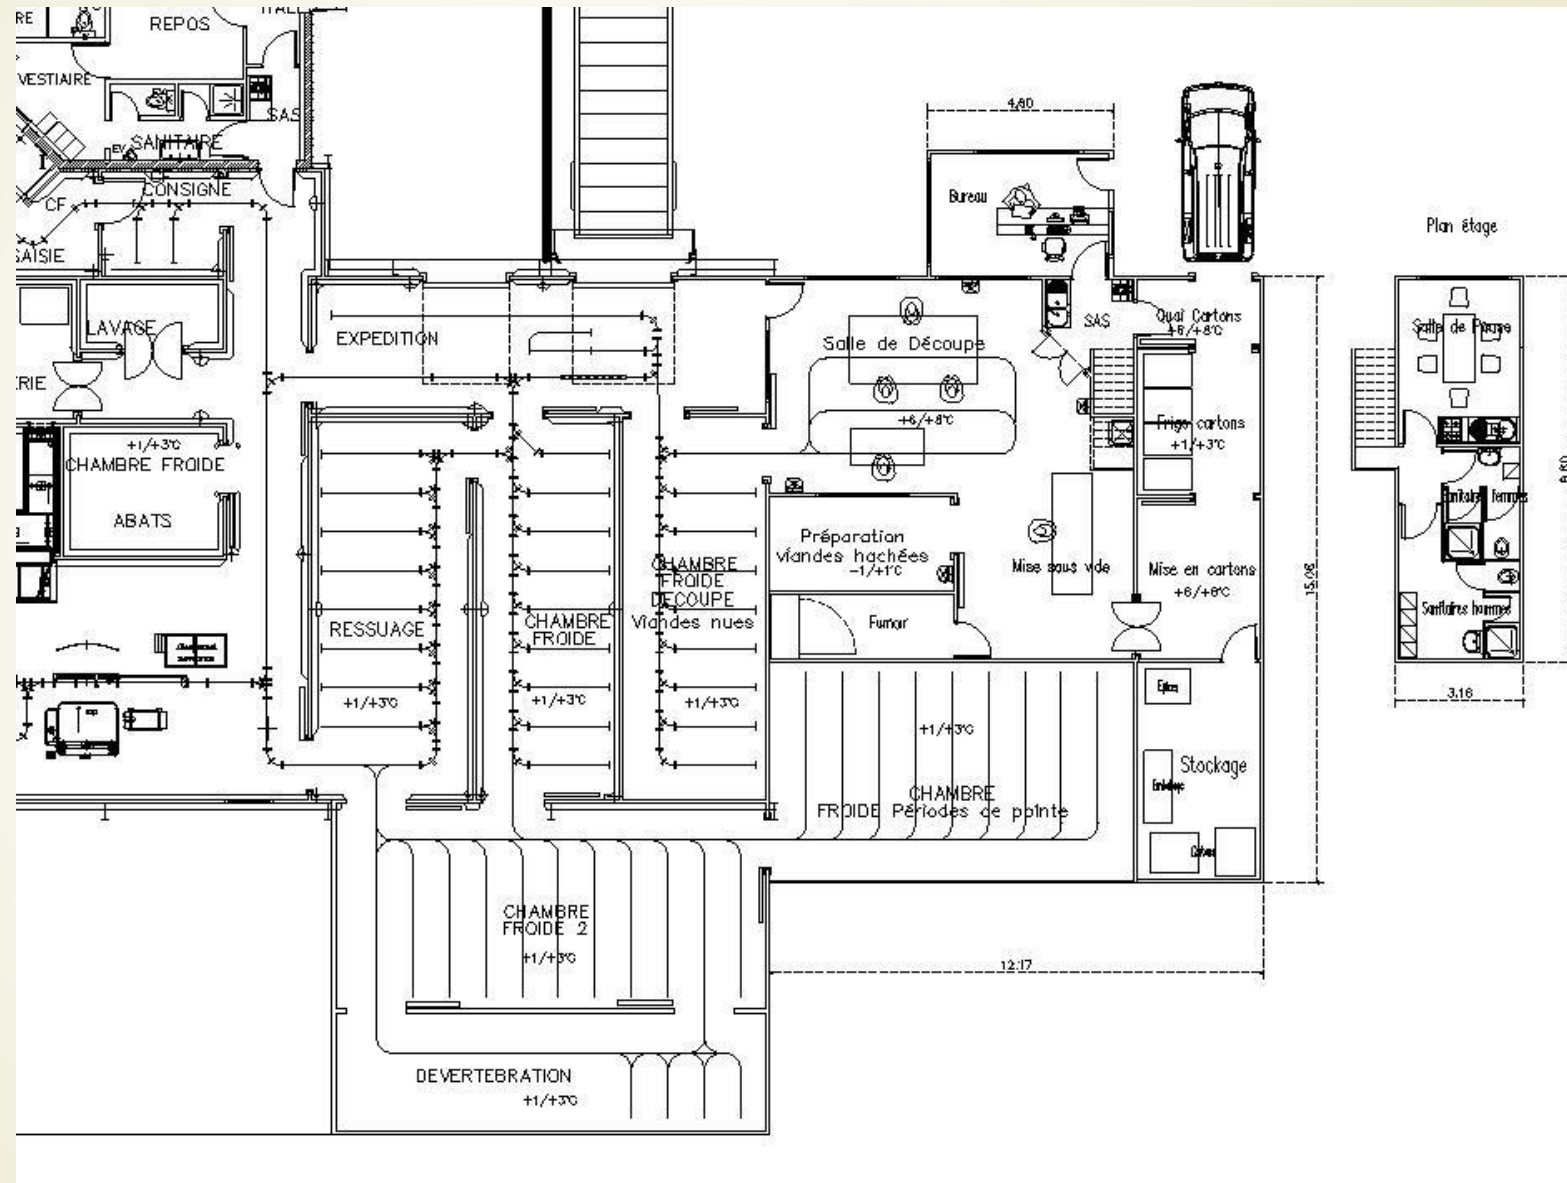 RE
REPOS
VESTIAIRE
SAS
SANITAIRE
EV
CONSIGNE
CF
SAISIE
LAVAGE
RIE
+1/+3°C
CHAMBRE FROIDE
ABATS
EXPEDITION
RESSUAGE
+1/+3°C
CHAMBRE
FROIDE
+1/+3°C
CHAMBRE
FROIDE
DECOUPE
Viandes nues
+1/+3°C
4,80
Bureau
SAS
Quai Cartons
+6/+8°C
Salle de Découpe
+6/+8°C
Frigo cartons
+1/+3°C
Préparation
viandes hachées
-1/+1°C
Mise sous vide
Mise en cartons
+6/+8°C
Fumoir
+1/+3°C
CHAMBRE
FROIDE Périodes de pointe
Stockage
15,08
12,17
CHAMBRE
FROIDE 2
+1/+3°C
DEVERTEBRATION
+1/+3°C
Plan étage
Salle de Pause
Sanitaires femmes
Sanitaires hommes
3,16